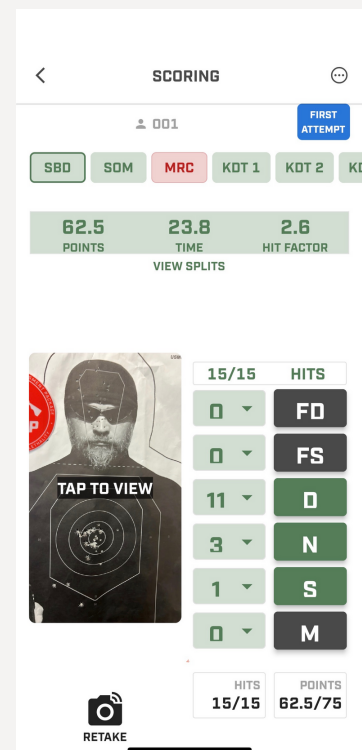 SCORING
001
FIRST
ATTEMPT
SBD SOM MRC KDT 1 KDT 2
62.5 23.8 2.6
POINTS TIME HIT FACTOR
VIEW SPLITS
15/15 HITS
0 FD
0 FS
TAP TO VIEW
11 D
3 N
1 S
0 M
HITS POINTS
15/15 62.5/75
RETAKE